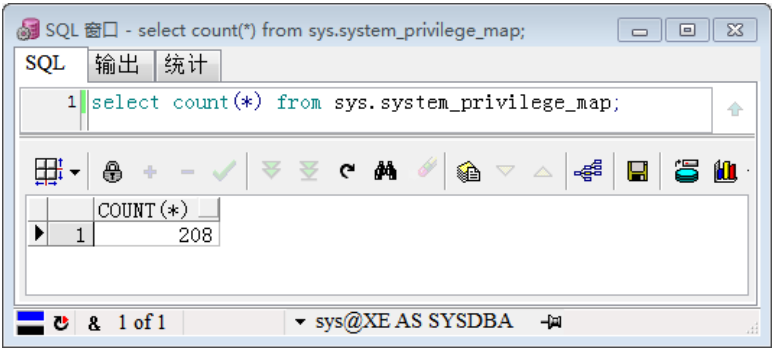 SQL 窗口 - select count(*) from sys.system_privilege_map;
SQL 输出 统计
1 select count(*) from sys.system_privilege_map;
COUNT(*)
1 208
& 1 of 1 sys@XE AS SYSDBA